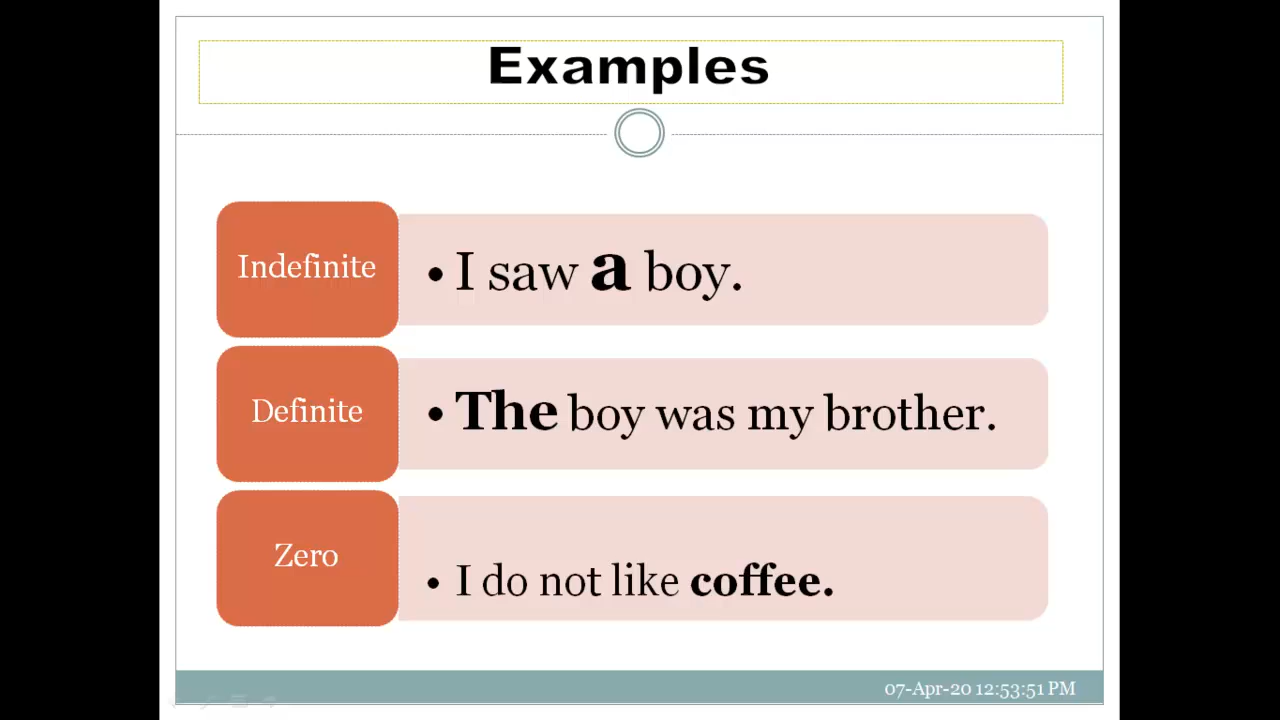 Examples
Indefinite
• I saw a boy.
Definite
• The boy was my brother.
Zero
• I do not like coffee.
07-Apr-20 12:53:51 PM